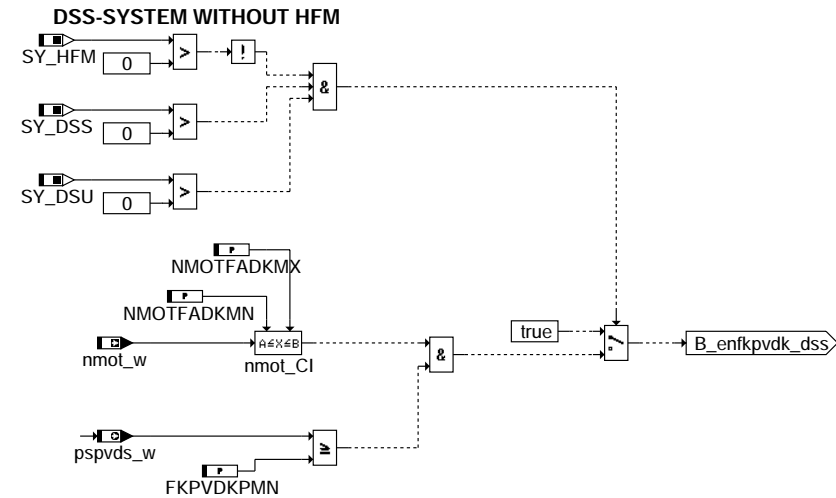 DSS-SYSTEM WITHOUT HFM
SY_HFM
0
>
!
SY_DSS
0
>
&
SY_DSU
0
>
P
NMOTFADKMX
P
NMOTFADKMN
nmot_w
A≤X≤B
nmot_CI
&
true
B_enfkpvdk_dss
pspvds_w
≥
P
FKPVDKPMN